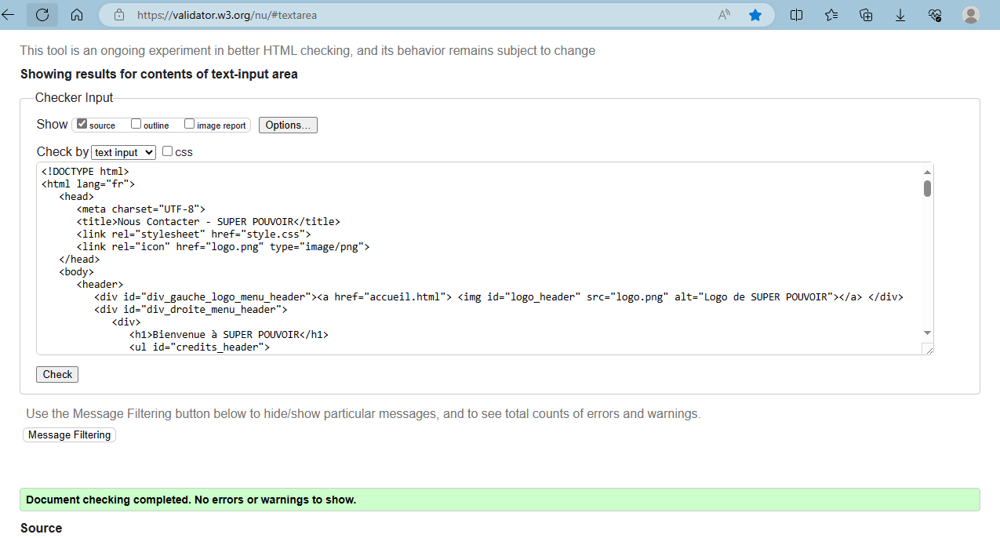 https://validator.w3.org/nu/#textarea
This tool is an ongoing experiment in better HTML checking, and its behavior remains subject to change
Showing results for contents of text-input area
Checker Input
Show source outline image report Options...
Check by text input css
<!DOCTYPE html>
<html lang="fr">
   <head>
      <meta charset="UTF-8">
      <title>Nous Contacter - SUPER POUVOIR</title>
      <link rel="stylesheet" href="style.css">
      <link rel="icon" href="logo.png" type="image/png">
   </head>
   <body>
      <header>
         <div id="div_gauche_logo_menu_header"><a href="accueil.html"> <img id="logo_header" src="logo.png" alt="Logo de SUPER POUVOIR"></a> </div>
         <div id="div_droite_menu_header">
            <div>
               <h1>Bienvenue à SUPER POUVOIR</h1>
               <ul id="credits_header">
Check
Use the Message Filtering button below to hide/show particular messages, and to see total counts of errors and warnings.
Message Filtering
Document checking completed. No errors or warnings to show.
Source